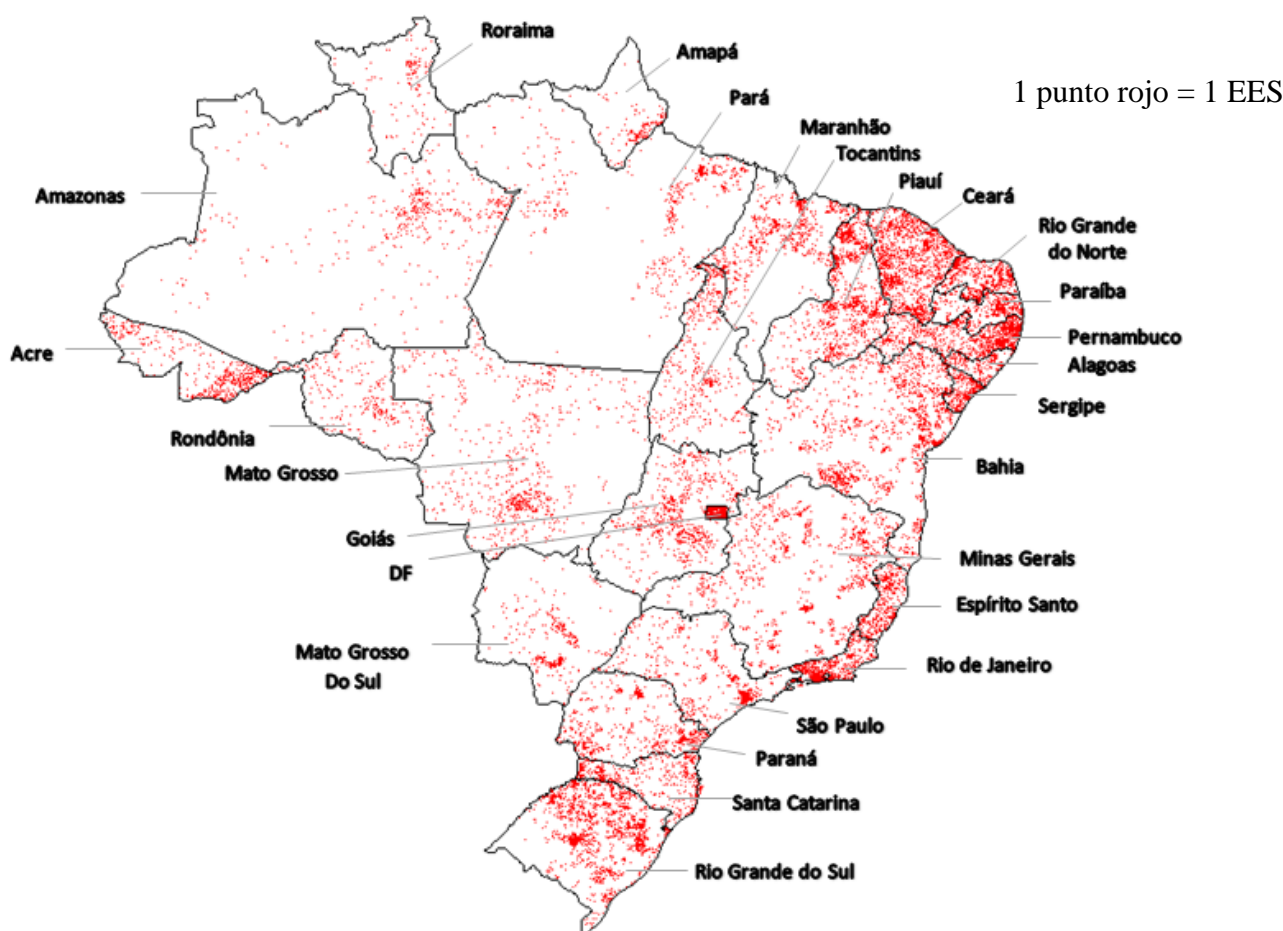 Roraima
Amapá
1 punto rojo = 1 EES
Pará
Maranhão
Tocantins
Piauí
Ceará
Amazonas
Rio Grande
do Norte
Paraíba
Pernambuco
Acre
Alagoas
Sergipe
Rondônia
Bahia
Mato Grosso
Goiás
DF
Minas Gerais
Espírito Santo
Mato Grosso
Do Sul
Rio de Janeiro
São Paulo
Paraná
Santa Catarina
Rio Grande do Sul